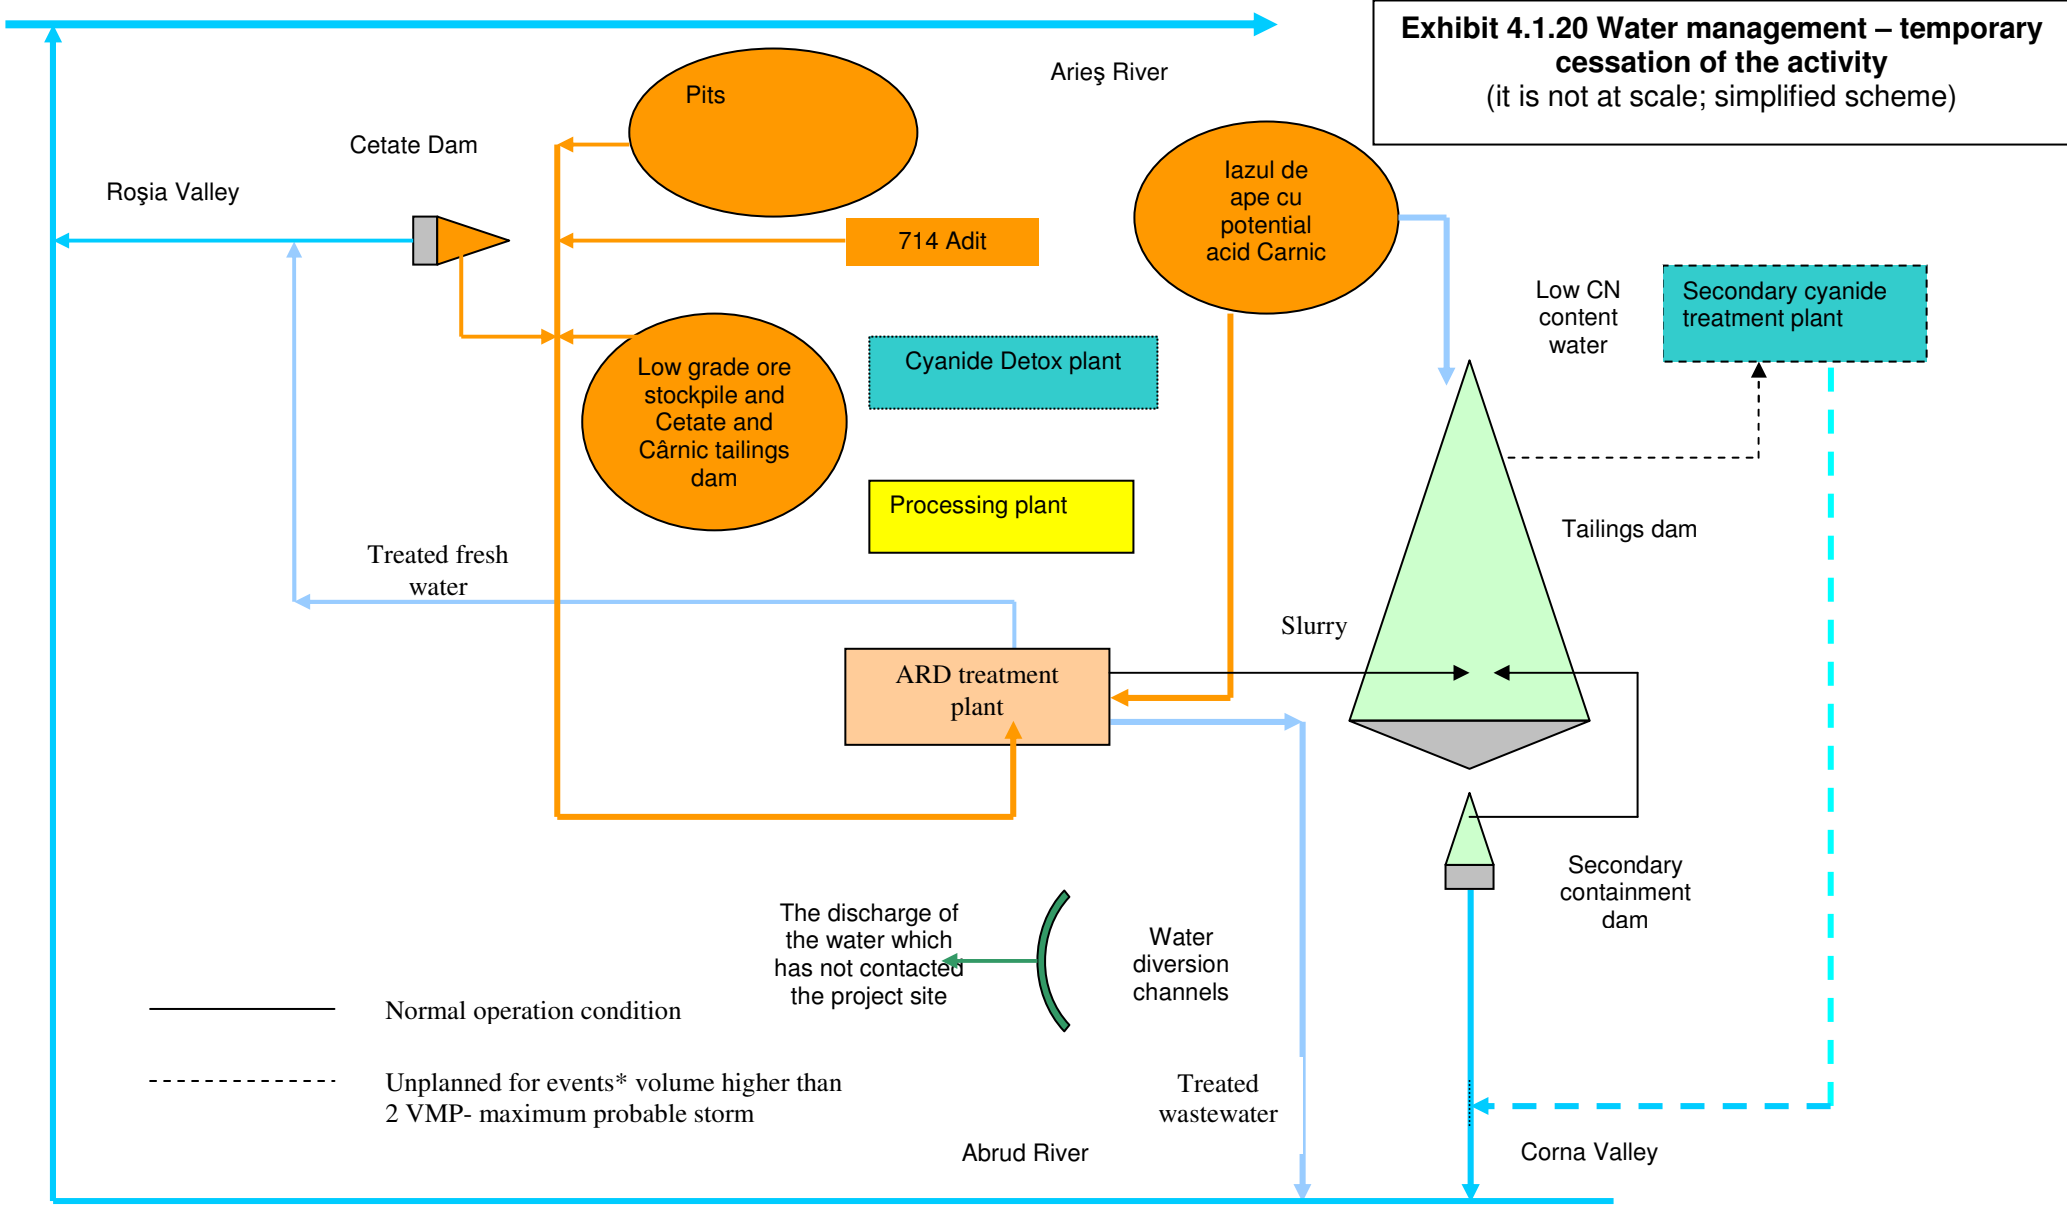 Exhibit 4.1.20 Water management – temporary
cessation of the activity
(it is not at scale; simplified scheme)
Arieş River
Pits
Cetate Dam
Roşia Valley
714 Adit
Iazul de
ape cu
potential
acid Carnic
Low CN
content
water
Secondary cyanide
treatment plant
Cyanide Detox plant
Low grade ore
stockpile and
Cetate and
Cârnic tailings
dam
Processing plant
Tailings dam
Treated fresh
water
Slurry
ARD treatment
plant
Secondary
containment
dam
The discharge of
the water which
has not contacted
the project site
Water
diversion
channels
Normal operation condition
Unplanned for events* volume higher than
2 VMP- maximum probable storm
Treated
wastewater
Abrud River
Corna Valley